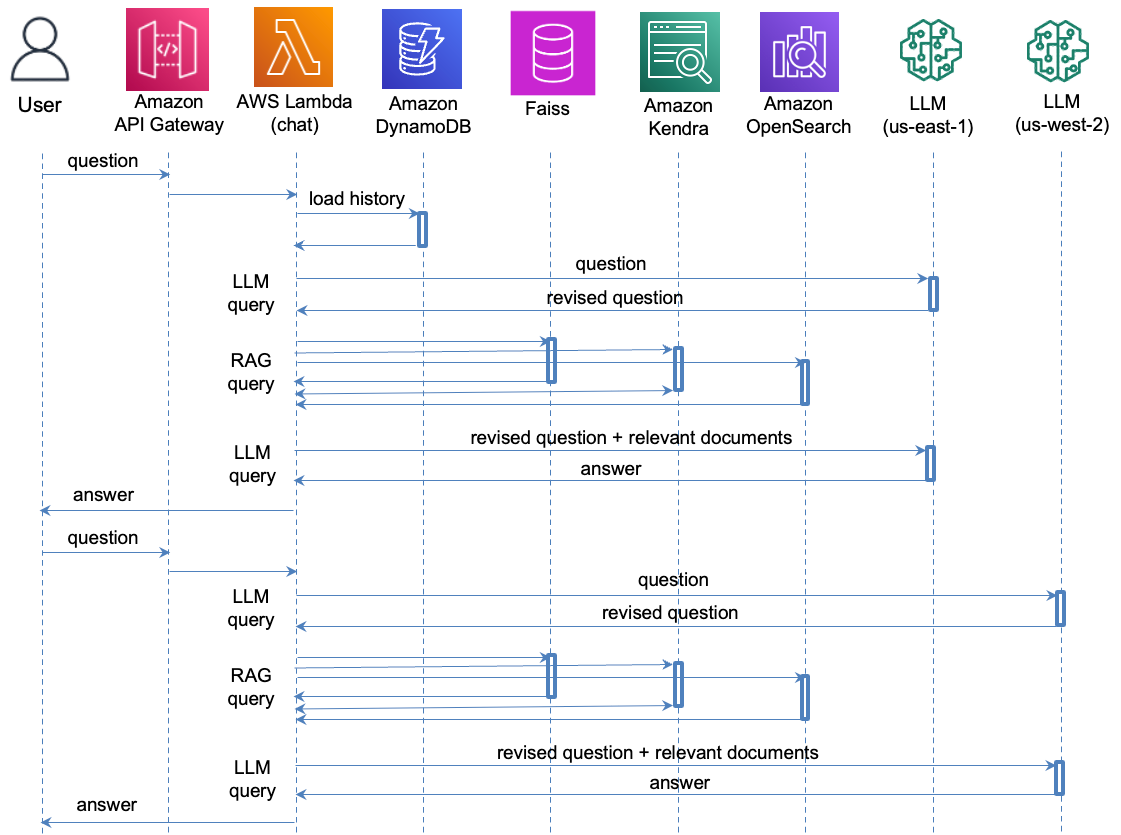 User
Amazon
API Gateway
AWS Lambda
(chat)
Amazon
DynamoDB
Faiss
Amazon
Kendra
Amazon
OpenSearch
LLM
(us-east-1)
LLM
(us-west-2)
question
load history
LLM
query
question
revised question
RAG
query
LLM
query
revised question + relevant documents
answer
answer
question
LLM
query
question
revised question
RAG
query
LLM
query
revised question + relevant documents
answer
answer